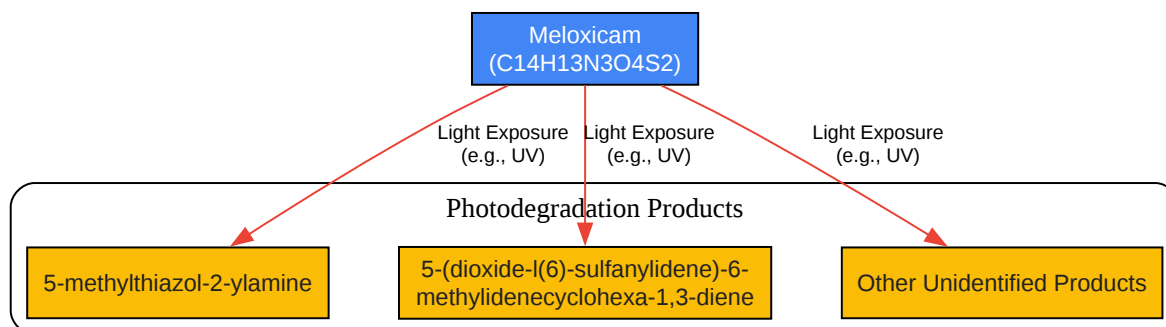 Meloxicam
(C14H13N3O4S2)
Light Exposure
(e.g., UV)
Light Exposure
(e.g., UV)
Light Exposure
(e.g., UV)
Photodegradation Products
5-methylthiazol-2-ylamine
5-(dioxide-l(6)-sulfanylidene)-6-
methylidenecyclohexa-1,3-diene
Other Unidentified Products